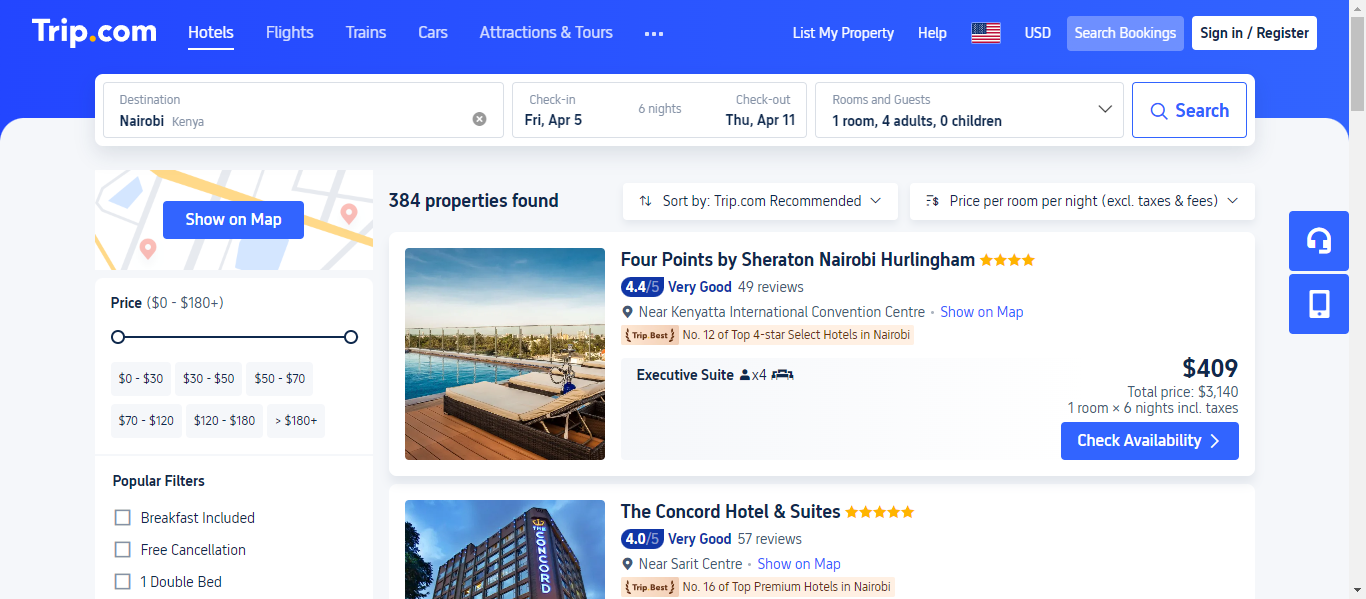 Trip.com
Hotels
Flights
Trains
Cars
Attractions & Tours
List My Property
Help
USD
Search Bookings
Sign in / Register
Destination
Nairobi Kenya
Check-in
Fri, Apr 5
6 nights
Check-out
Thu, Apr 11
Rooms and Guests
1 room, 4 adults, 0 children
Search
Show on Map
Price ($0 - $180+)
$0 - $30
$30 - $50
$50 - $70
$70 - $120
$120 - $180
> $180+
Popular Filters
Breakfast Included
Free Cancellation
1 Double Bed
384 properties found
Sort by: Trip.com Recommended
Price per room per night (excl. taxes & fees)
Four Points by Sheraton Nairobi Hurlingham
4.4/5 Very Good 49 reviews
Near Kenyatta International Convention Centre • Show on Map
Trip Best No. 12 of Top 4-star Select Hotels in Nairobi
Executive Suite x4
$409
Total price: $3,140
1 room × 6 nights incl. taxes
Check Availability
THE CONCORD
The Concord Hotel & Suites
4.0/5 Very Good 57 reviews
Near Sarit Centre • Show on Map
Trip Best No. 16 of Top Premium Hotels in Nairobi